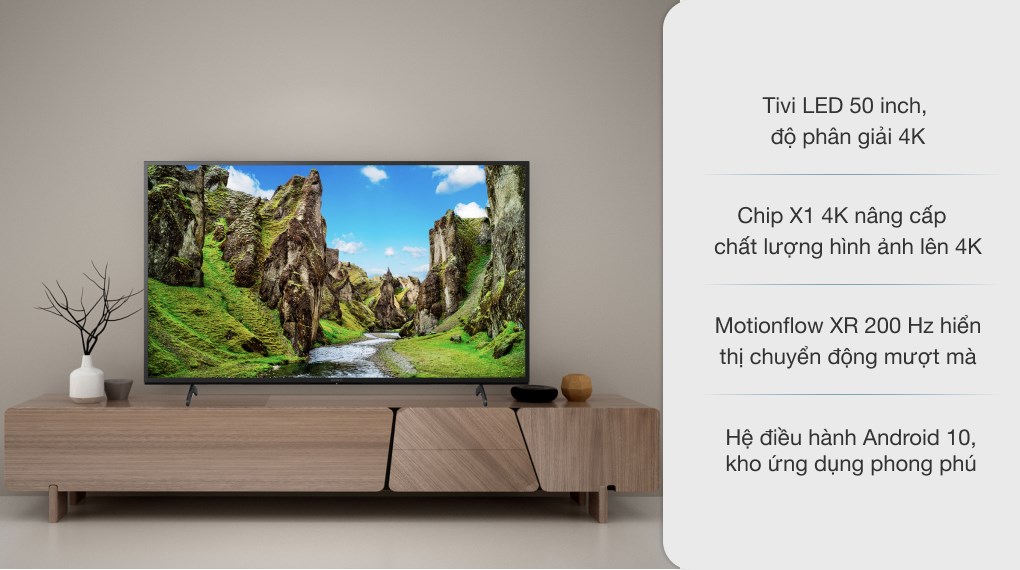 Tivi LED 50 inch,
độ phân giải 4K
Chip X1 4K nâng cấp
chất lượng hình ảnh lên 4K
Motionflow XR 200 Hz hiển
thị chuyển động mượt mà
Hệ điều hành Android 10,
kho ứng dụng phong phú